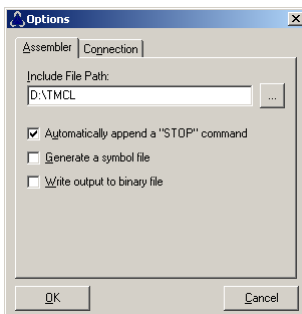 Options
Assembler Connection
Include File Path:
D:\TMCL
...
Automatically append a "STOP" command
Generate a symbol file
Write output to binary file
OK Cancel